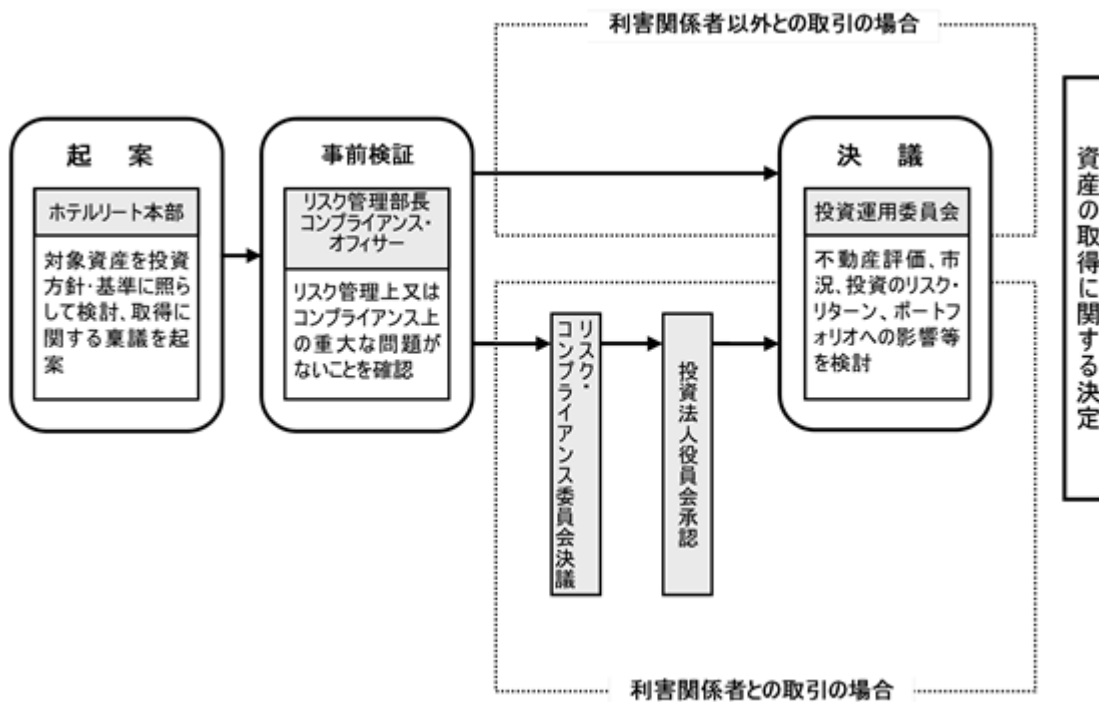 利害関係者以外との取引の場合
起 案
ホテルリート本部
対象資産を投資
方針・基準に照ら
して検討、取得に
関する稟議を起
案
事前検証
リスク管理部長
コンプライアンス・
オフィサー
リスク管理上又は
コンプライアンス上
の重大な問題が
ないことを確認
リスク・
コンプライアンス委員会決議
投資法人役員会承認
決 議
投資運用委員会
不動産評価、市
況、投資のリスク・
リターン、ポートフ
ォリオへの影響等
を検討
資産の取得に関する決定
利害関係者との取引の場合